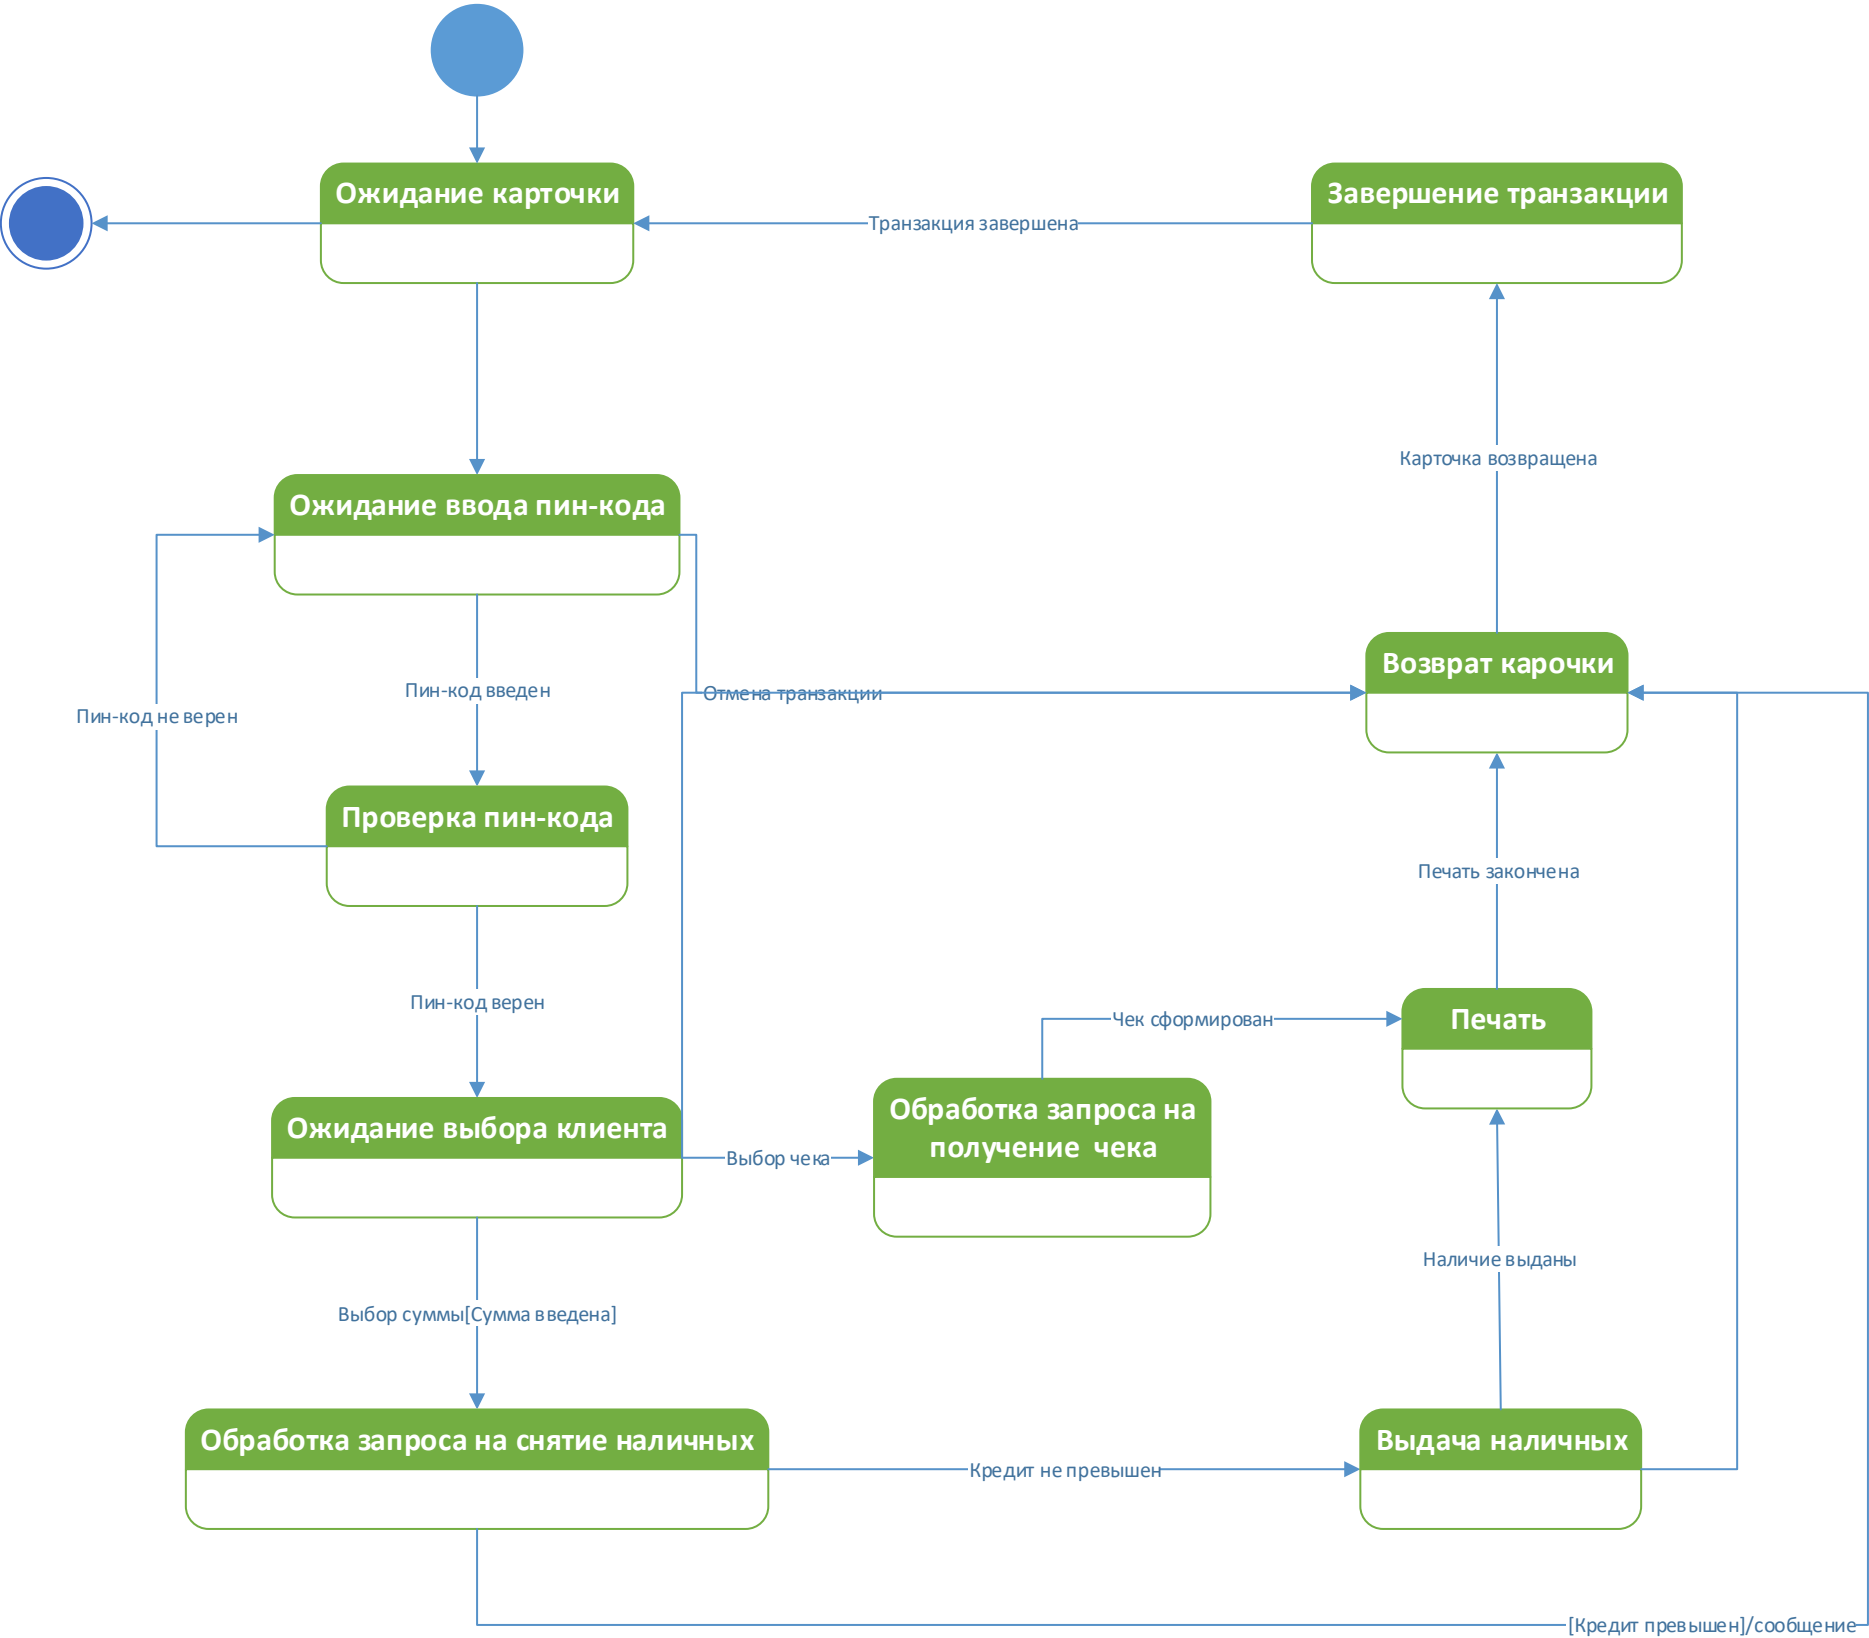 Ожидание карточки
Завершение транзакции
Транзакция завершена
Карточка возвращена
Ожидание ввода пин-кода
Возврат карочки
Пин-код введен
Отмена транзакции
Пин-код не верен
Проверка пин-кода
Печать закончена
Пин-код верен
Чек сформирован
Печать
Ожидание выбора клиента
Обработка запроса на
получение чека
Выбор чека
Наличие выданы
Выбор суммы[Сумма введена]
Обработка запроса на снятие наличных
Выдача наличных
Кредит не превышен
[Кредит превышен]/сообщение